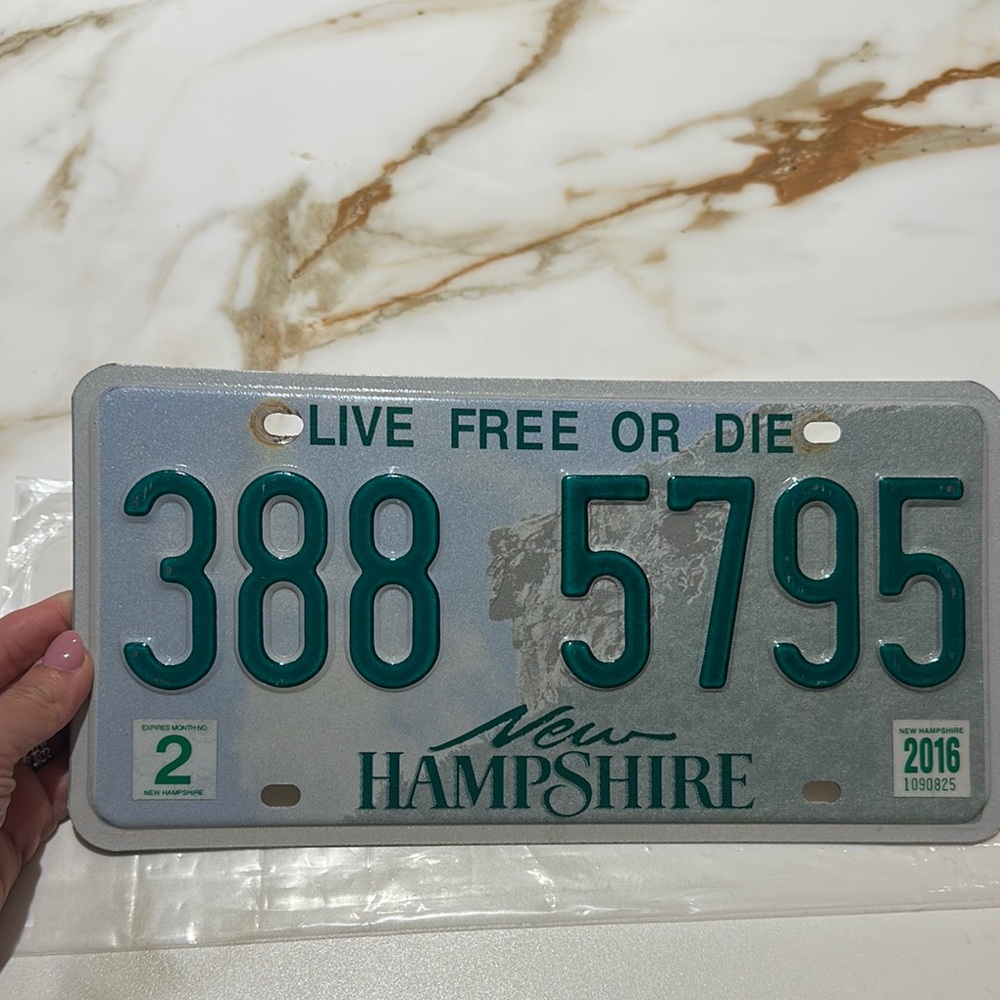 LIVE FREE OR DIE
388 5795
EXPIRES MONTH NO
2
NEW HAMPSHIRE
New
HAMPSHIRE
NEW HAMPSHIRE
2016
1090825